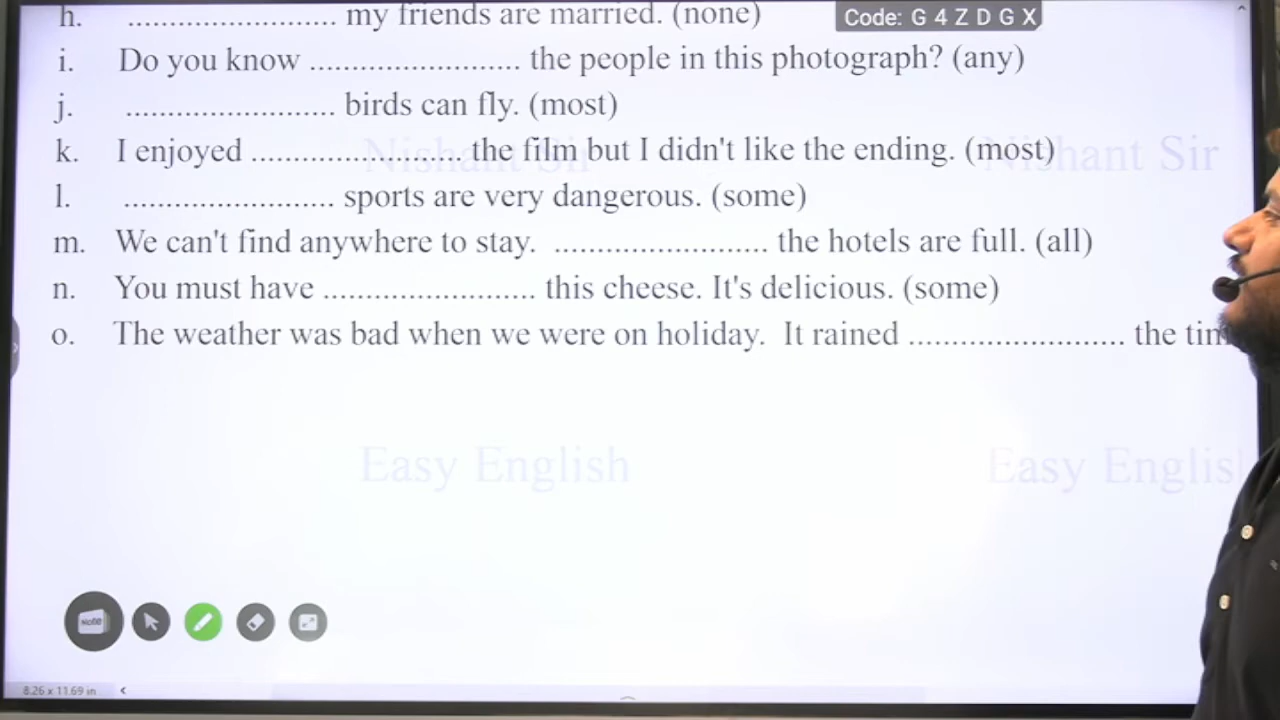 h. ......................... my friends are married. (none)
Code: G 4 Z D G X
i. Do you know ......................... the people in this photograph? (any)
j. ......................... birds can fly. (most)
k. I enjoyed ......................... the film but I didn't like the ending. (most)
Nishant Sir
Nishant Sir
l. ......................... sports are very dangerous. (some)
m. We can't find anywhere to stay. ......................... the hotels are full. (all)
n. You must have ......................... this cheese. It's delicious. (some)
o. The weather was bad when we were on holiday. It rained ......................... the
Easy English
Easy English
Note
8.26 x 11.69 in